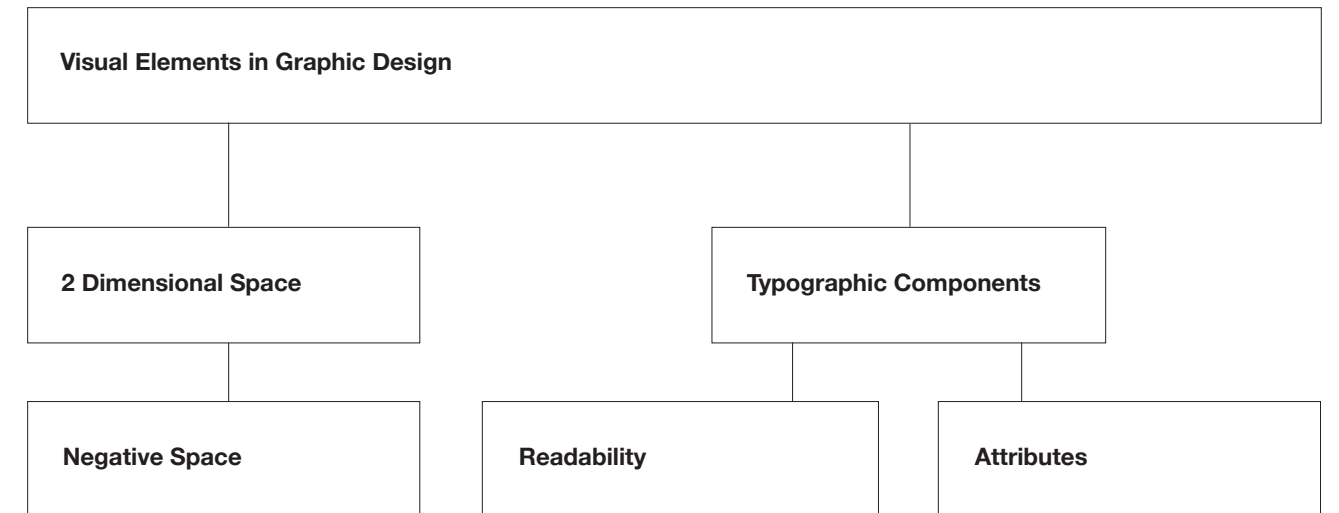 Visual Elements in Graphic Design
2 Dimensional Space
Typographic Components
Negative Space
Readability
Attributes